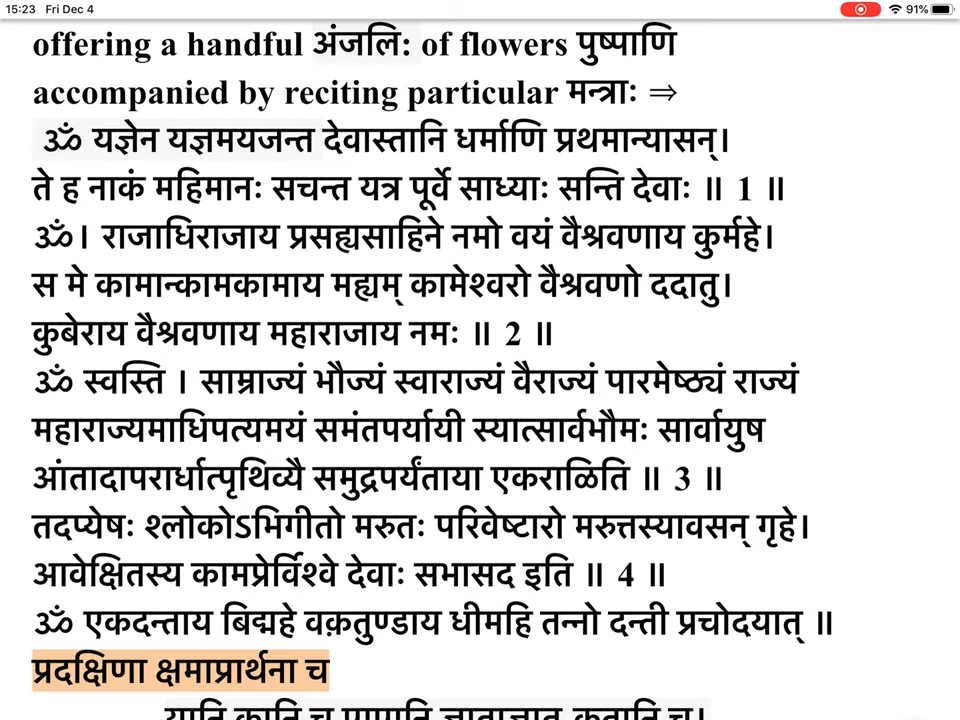 15:23 Fri Dec 4 91%
offering a handful अंजलि: of flowers पुष्पाणि
accompanied by reciting particular मन्त्राः ⇒
ॐ यज्ञेन यज्ञमयजन्त देवास्तानि धर्माणि प्रथमान्यासन्।
ते ह नाकं महिमानः सचन्त यत्र पूर्वे साध्याः सन्ति देवाः ॥ 1 ॥
ॐ। राजाधिराजाय प्रसह्यसाहिने नमो वयं वैश्रवणाय कुर्महे।
स मे कामान्कामकामाय मह्यम् कामेश्वरो वैश्रवणो ददातु।
कुबेराय वैश्रवणाय महाराजाय नमः ॥ 2 ॥
ॐ स्वस्ति । साम्राज्यं भौज्यं स्वाराज्यं वैराज्यं पारमेष्ठ्यं राज्यं
महाराज्यमाधिपत्यमयं समंतपर्यायी स्यात्सार्वभौमः सार्वायुष
आंतादापरार्धात्पृथिव्यै समुद्रपर्यंताया एकराळिति ॥ 3 ॥
तदप्येषः श्लोकोऽभिगीतो मरुतः परिवेष्टारो मरुत्तस्यावसन् गृहे।
आवेक्षितस्य कामप्रेर्विश्वे देवाः सभासद इति ॥ 4 ॥
ॐ एकदन्ताय बिद्महे वक़तुण्डाय धीमहि तन्नो दन्ती प्रचोदयात् ॥
प्रदक्षिणा क्षमाप्रार्थना च